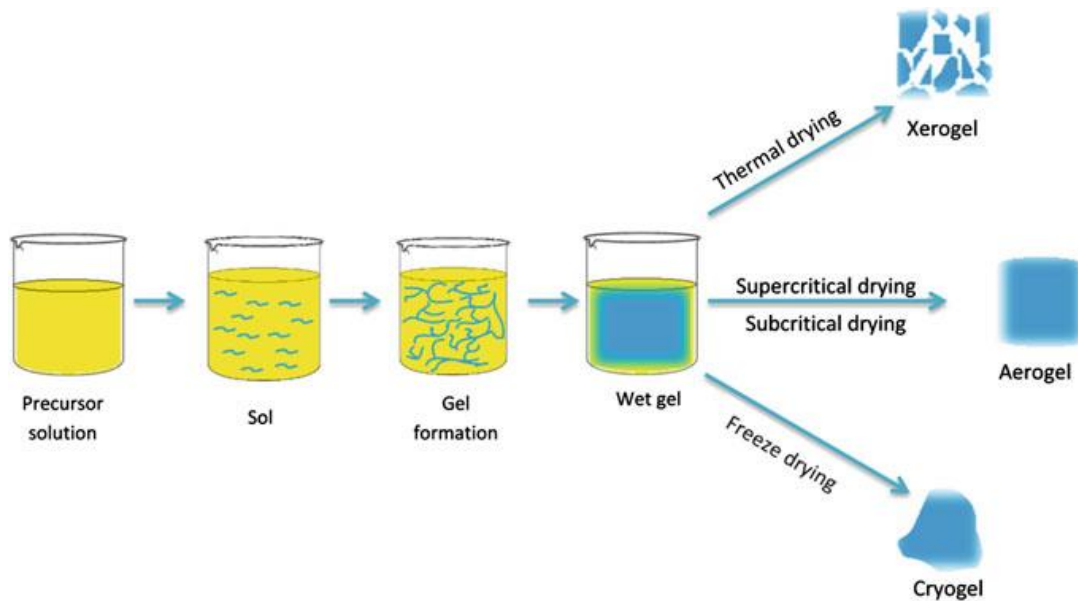 Precursor
solution
Sol
Gel
formation
Wet gel
Thermal drying
Xerogel
Supercritical drying
Subcritical drying
Aerogel
Freeze drying
Cryogel